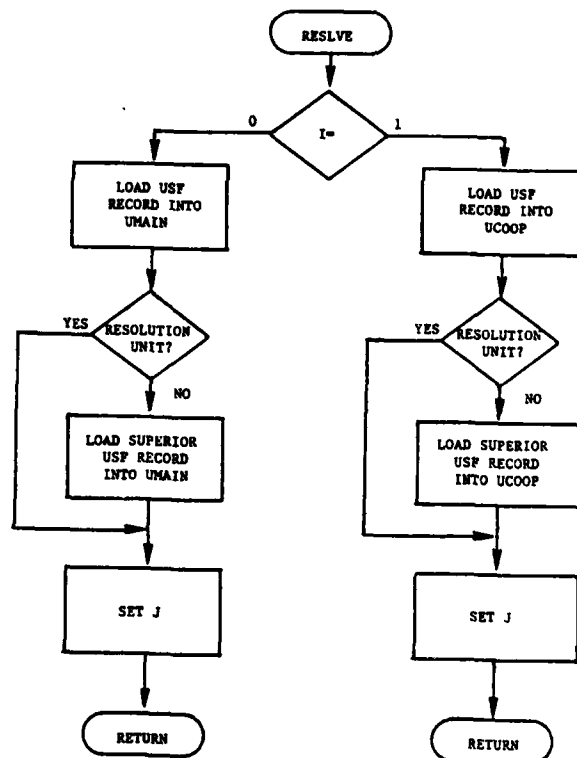 RESLVE
0
I=
1
LOAD USF
RECORD INTO
UMAIN
LOAD USF
RECORD INTO
UCOOP
YES
RESOLUTION
UNIT?
NO
YES
RESOLUTION
UNIT?
NO
LOAD SUPERIOR
USF RECORD
INTO UMAIN
LOAD SUPERIOR
USF RECORD
INTO UCOOP
SET J
SET J
RETURN
RETURN